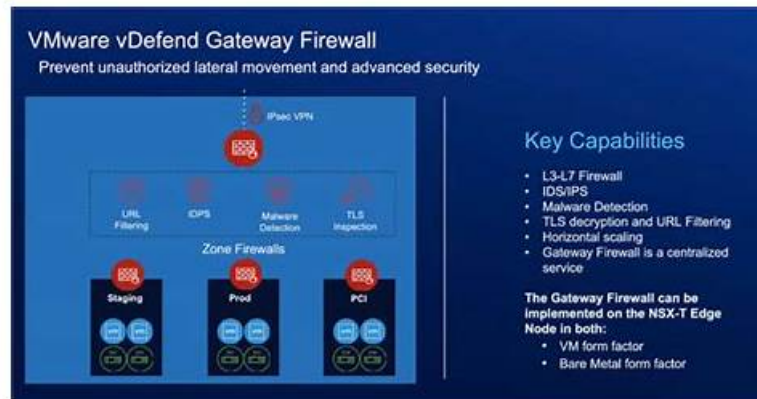 VMware vDefend Gateway Firewall
Prevent unauthorized lateral movement and advanced security
IPsec VPN
URL
Filtering
IDPS
Malware
Detection
TLS
Inspection
Zone Firewalls
Staging
Prod
PCI
Key Capabilities
• L3-L7 Firewall
• IDS/IPS
• Malware Detection
• TLS decryption and URL Filtering
• Horizontal scaling
• Gateway Firewall is a centralized
service
The Gateway Firewall can be
implemented on the NSX-T Edge
Node in both:
• VM form factor
• Bare Metal form factor